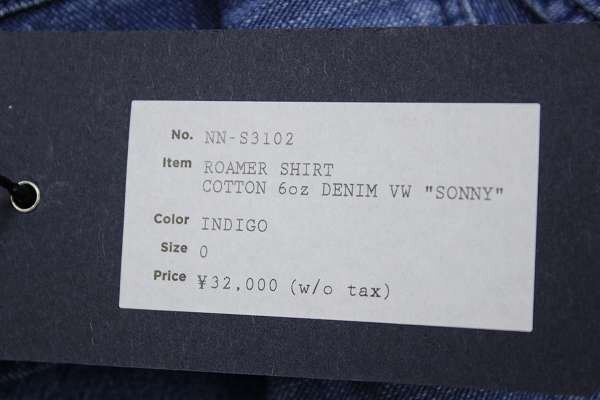 No. NN-S3102
Item ROAMER SHIRT
COTTON 6oz DENIM VW "SONNY"
Color INDIGO
Size 0
Price ¥32,000 (w/o tax)